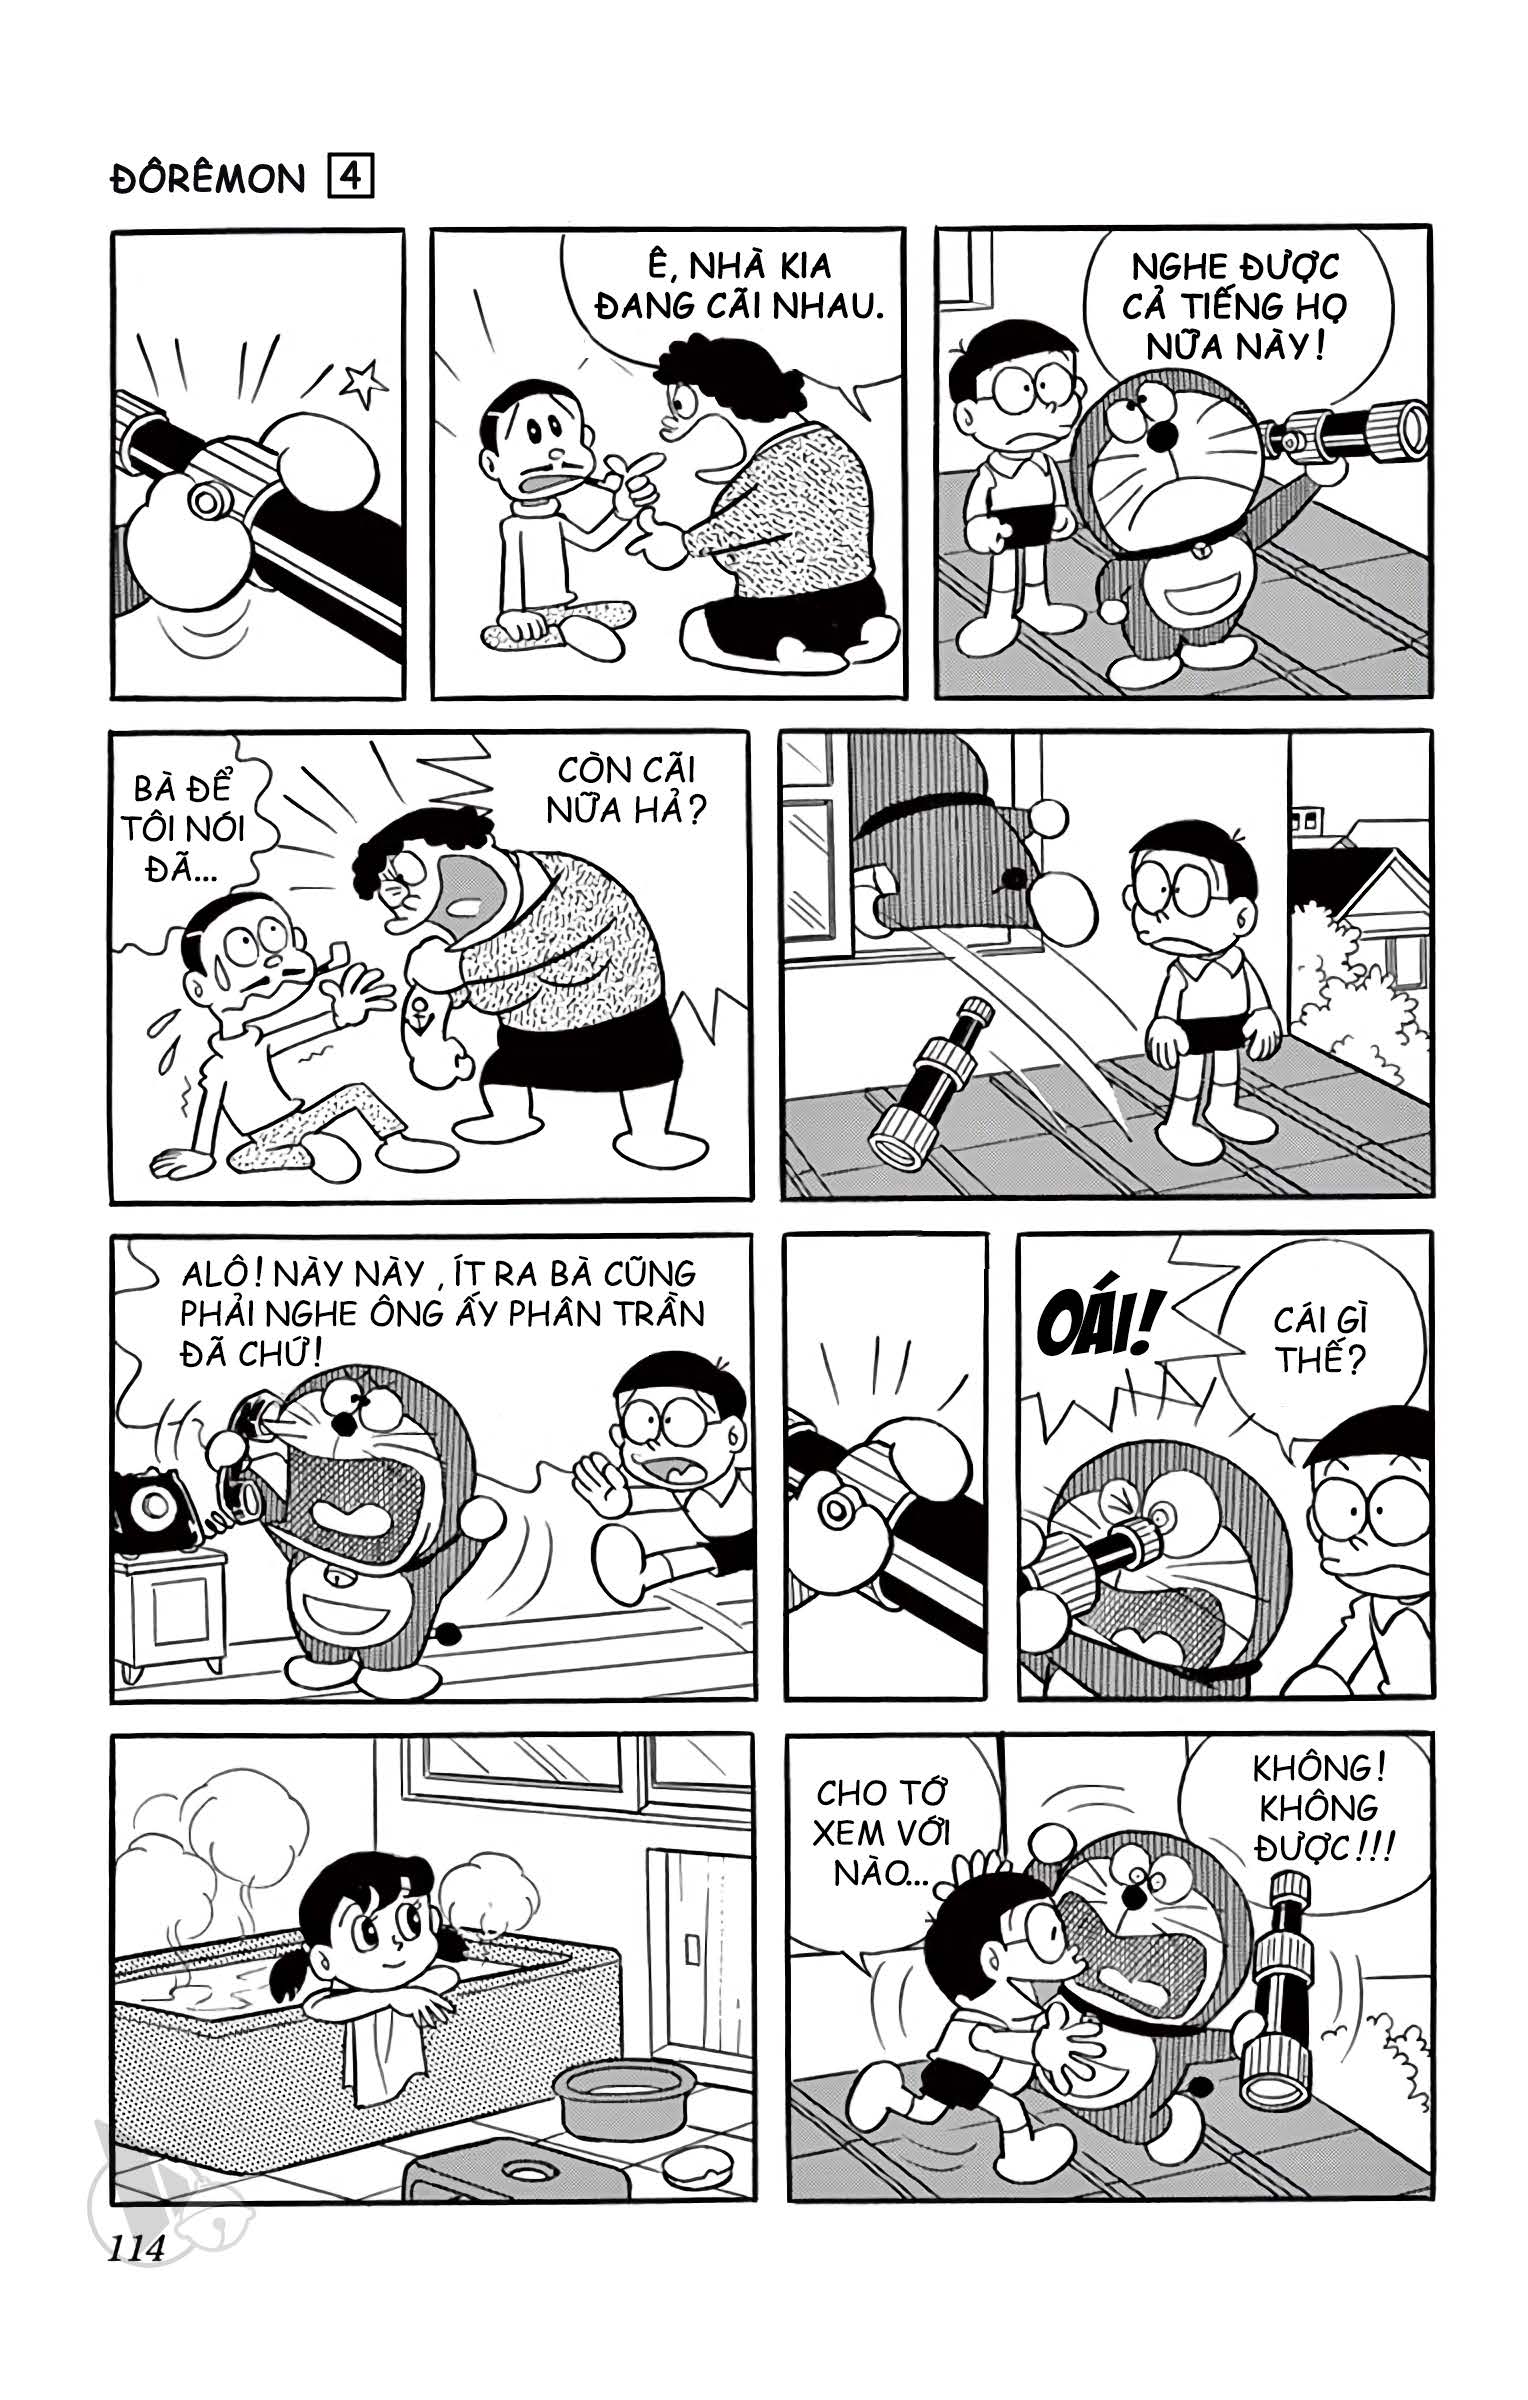 ĐÔRÊMON 4
Ê, NHÀ KIA
ĐANG CÃI NHAU.
NGHE ĐƯỢC
CẢ TIẾNG HỌ
NỮA NÀY!
BÀ ĐỂ
TÔI NÓI
ĐÃ...
CÒN CÃI
NỮA HẢ?
ALÔ! NÀY NÀY , ÍT RA BÀ CŨNG
PHẢI NGHE ÔNG ẤY PHÂN TRẦN
ĐÃ CHỨ!
OÁI!
CÁI GÌ
THẾ?
CHO TỚ
XEM VỚI
NÀO...
KHÔNG!
KHÔNG
ĐƯỢC!!!
114